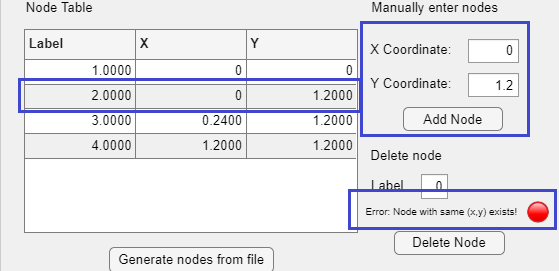 Node Table
Manually enter nodes
Label X Y
1.0000 0 0
2.0000 0 1.2000
3.0000 0.2400 1.2000
4.0000 1.2000 1.2000
X Coordinate: 0
Y Coordinate: 1.2
Add Node
Delete node
Label 0
Error: Node with same (x,y) exists!
Delete Node
Generate nodes from file